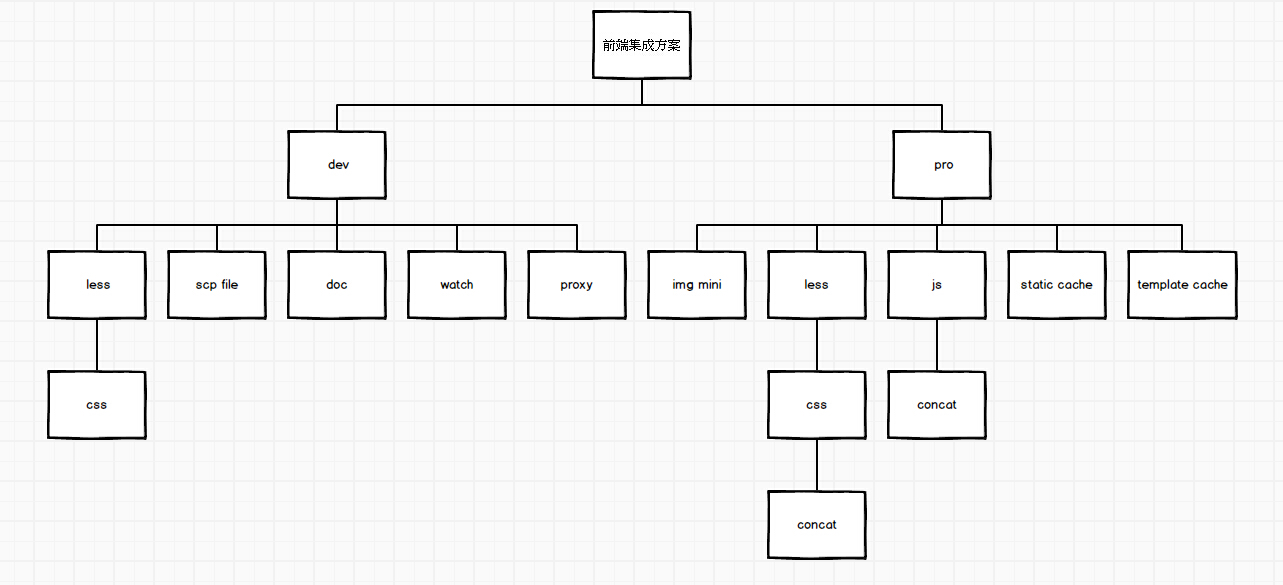 前端集成方案
dev
pro
less
scp file
doc
watch
proxy
img mini
less
js
static cache
template cache
css
css
concat
concat